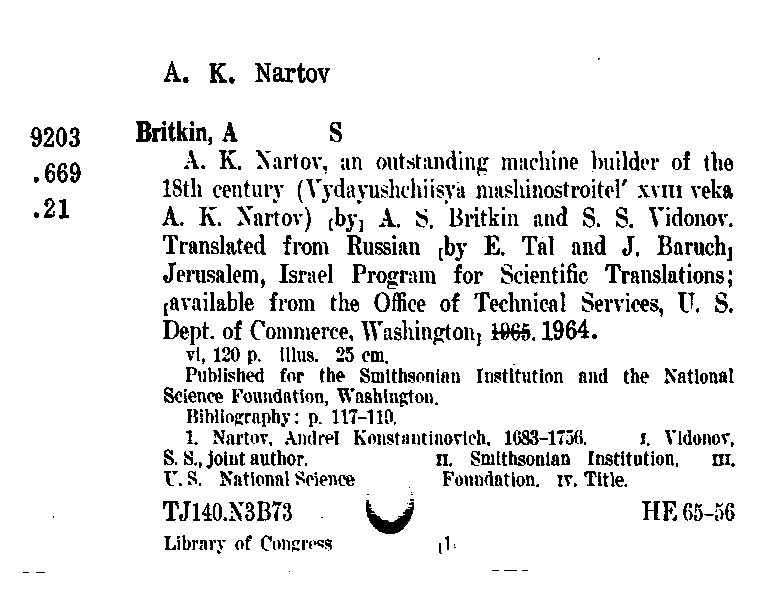 A. K. Nartov
9203
.669
.21
Britkin, A S
A. K. Nartov, an outstanding machine builder of the
18th century (Vydayushchiisya mashinostroitel' XVIII veka
A. K. Nartov) [by] A. S. Britkin and S. S. Vidonov.
Translated from Russian [by E. Tal and J. Baruch]
Jerusalem, Israel Program for Scientific Translations;
[available from the Office of Technical Services, U. S.
Dept. of Commerce, Washington] 1965. 1964.
vi, 120 p. illus. 25 cm.
Published for the Smithsonian Institution and the National
Science Foundation, Washington.
Bibliography: p. 117-119.
1. Nartov, Andrei Konstantinovich, 1683-1756. I. Vidonov,
S. S., joint author. II. Smithsonian Institution. III.
U. S. National Science Foundation. IV. Title.
TJ140.N3B73 HE 65-56
Library of Congress [1]